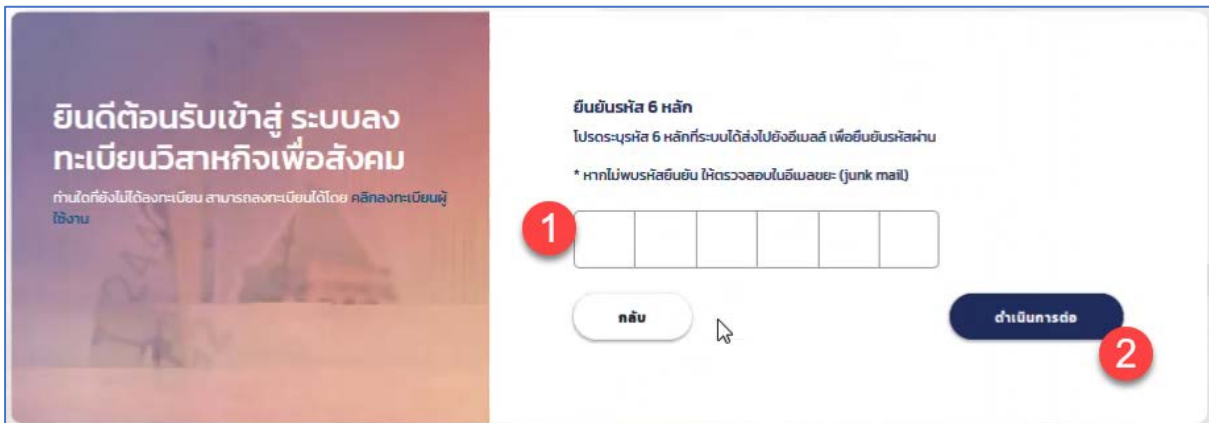 ยินดีต้อนรับเข้าสู่ ระบบลง
ทะเบียนวิสาหกิจเพื่อสังคม
ท่านใดที่ยังไม่ได้ลงทะเบียน สามารถลงทะเบียนได้โดย คลิกลงทะเบียนผู้
ใช้งาน
ยืนยันรหัส 6 หลัก
โปรดระบุรหัส 6 หลักที่ระบบได้ส่งไปยังอีเมลล์ เพื่อยืนยันรหัสผ่าน
* หากไม่พบรหัสยืนยัน ให้ตรวจสอบในอีเมลขยะ (junk mail)
1
กลับ
ดำเนินการต่อ
2